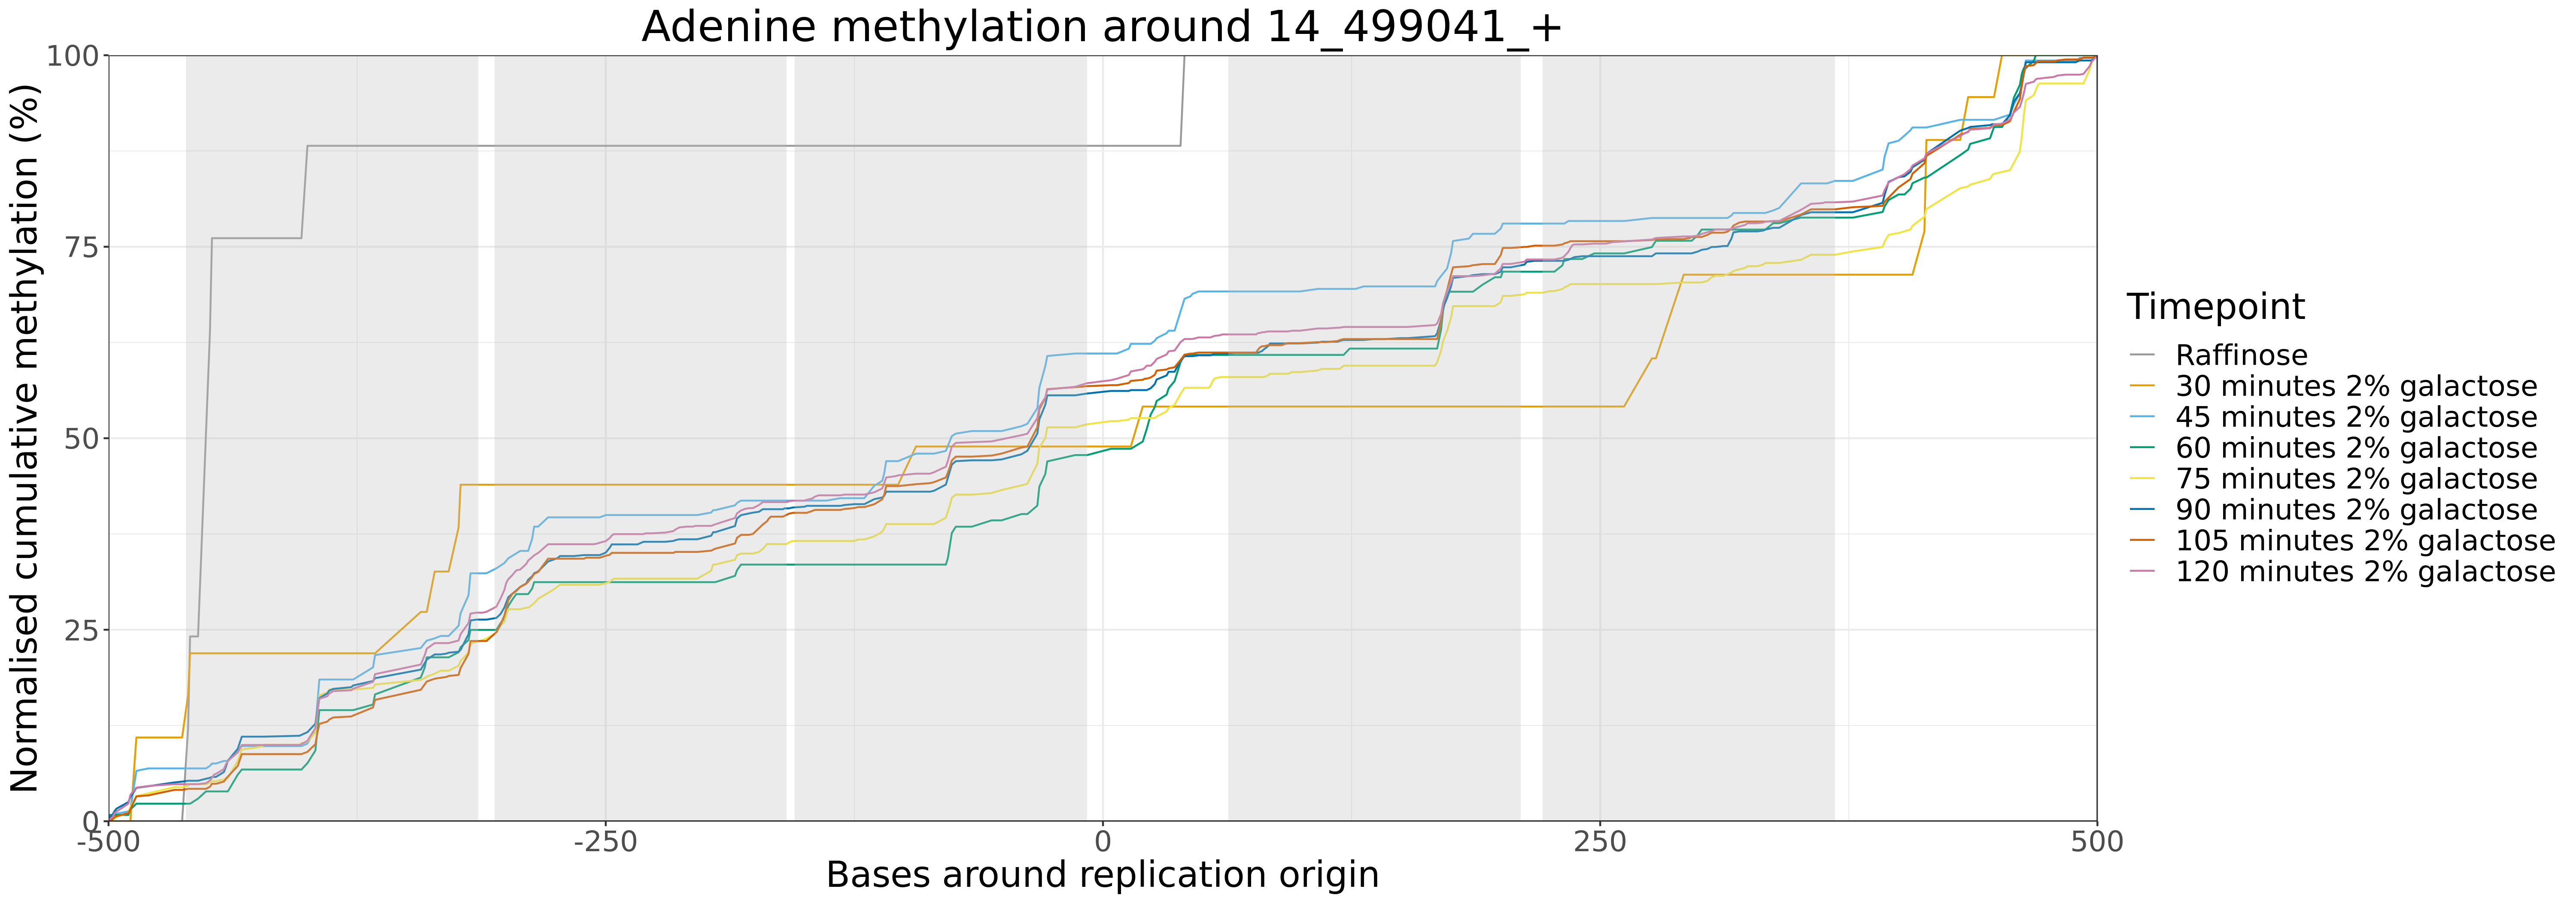 Adenine methylation around 14_499041_+
Normalised cumulative methylation (%)
100
75
50
25
0
-500
-250
0
250
500
Bases around replication origin
Timepoint
Raffinose
30 minutes 2% galactose
45 minutes 2% galactose
60 minutes 2% galactose
75 minutes 2% galactose
90 minutes 2% galactose
105 minutes 2% galactose
120 minutes 2% galactose